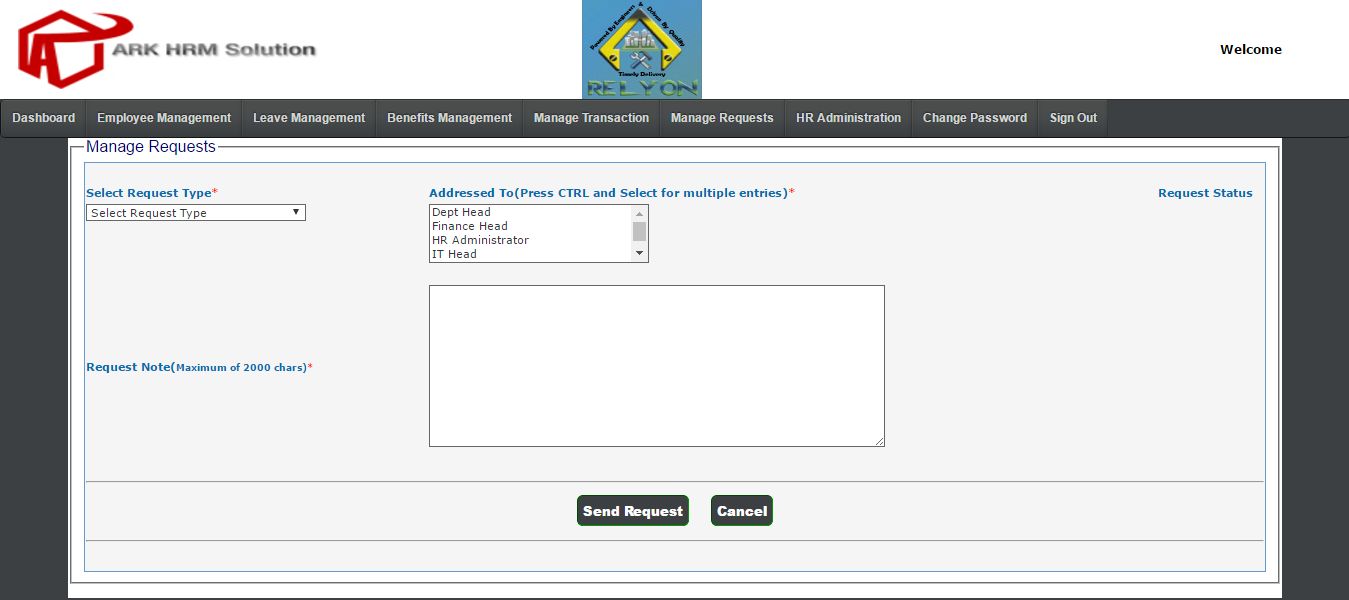 ARK HRM Solution
Powered By Engineers & Driven By Quality
Timely Delivery
RELYON
Welcome
Dashboard Employee Management Leave Management Benefits Management Manage Transaction Manage Requests HR Administration Change Password Sign Out
Manage Requests
Select Request Type* Addressed To(Press CTRL and Select for multiple entries)* Request Status
Select Request Type
Dept Head
Finance Head
HR Administrator
IT Head
Request Note(Maximum of 2000 chars)*
Send Request Cancel